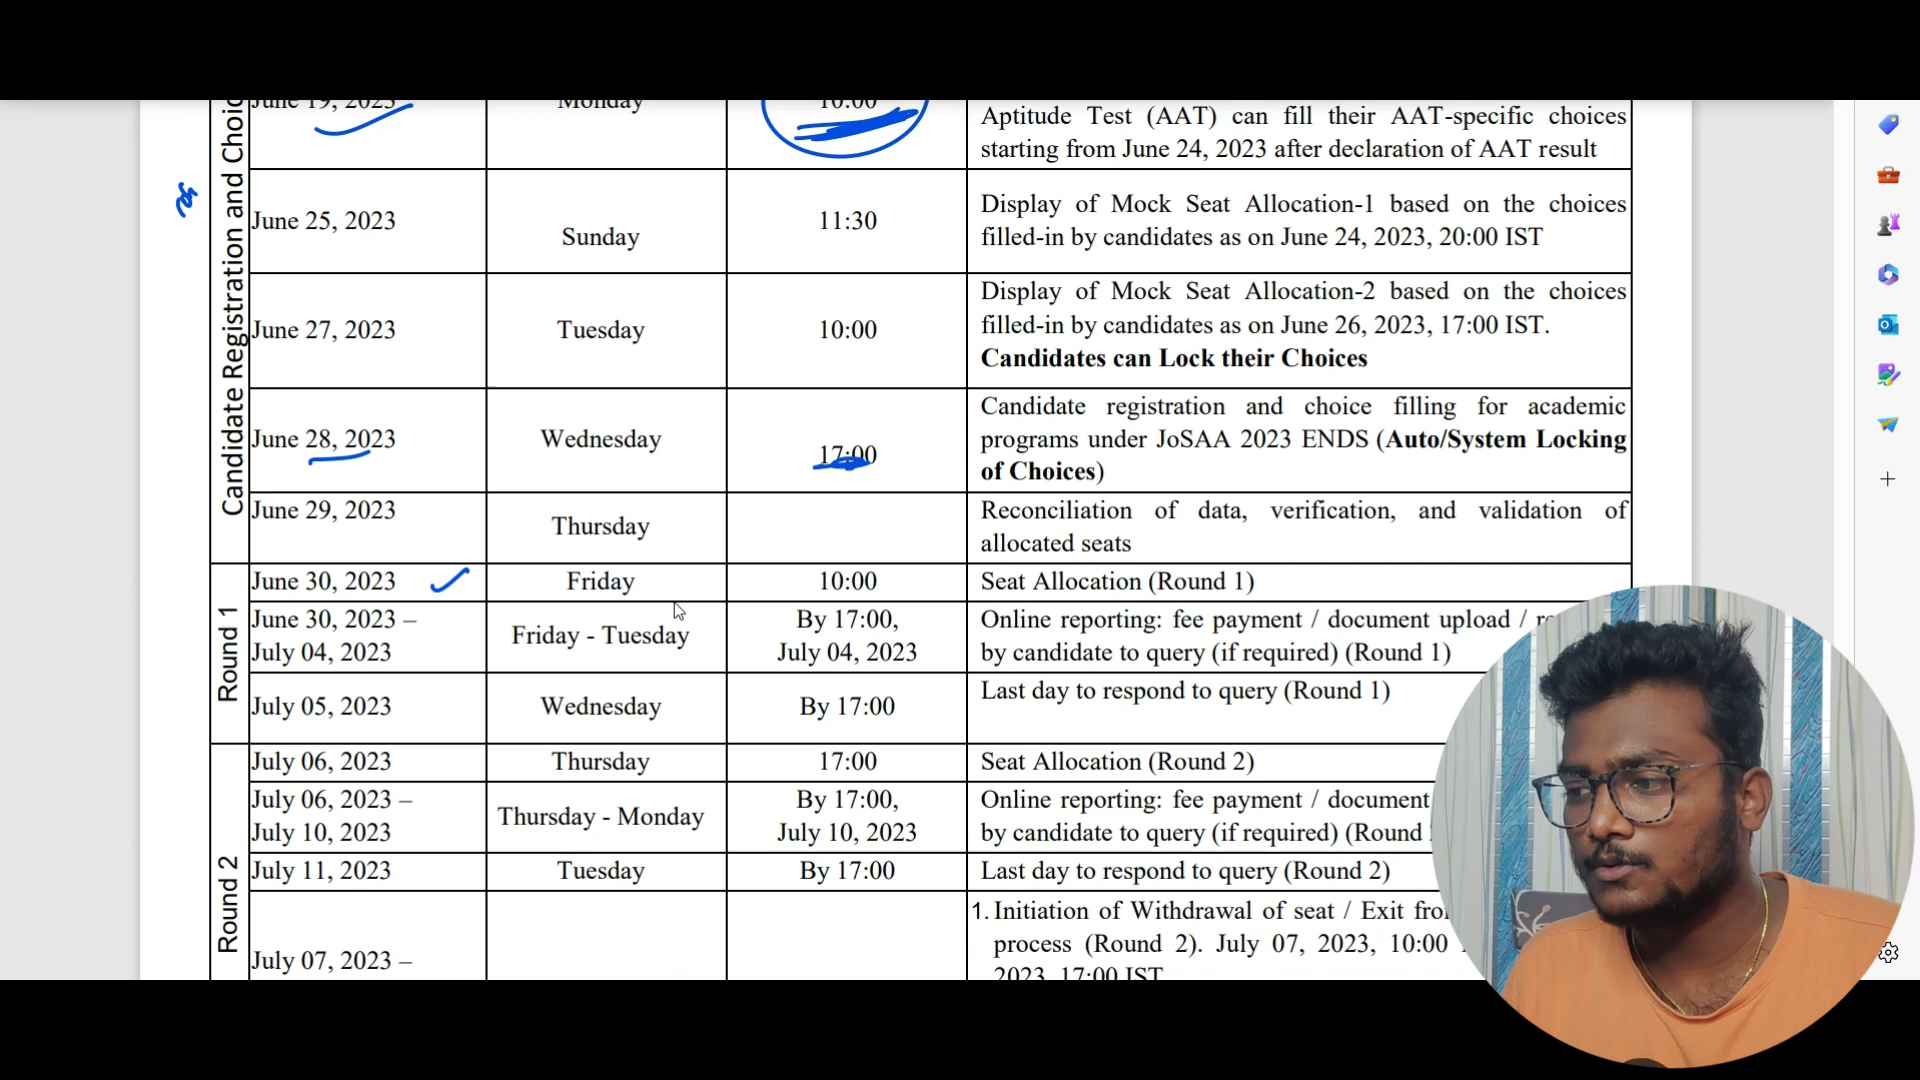 June 19, 2023
Monday
10:00
Aptitude Test (AAT) can fill their AAT-specific choices
starting from June 24, 2023 after declaration of AAT result
Candidate Registration and Choic
June 25, 2023
Sunday
11:30
Display of Mock Seat Allocation-1 based on the choices
filled-in by candidates as on June 24, 2023, 20:00 IST
June 27, 2023
Tuesday
10:00
Display of Mock Seat Allocation-2 based on the choices
filled-in by candidates as on June 26, 2023, 17:00 IST.
Candidates can Lock their Choices
June 28, 2023
Wednesday
17:00
Candidate registration and choice filling for academic
programs under JoSAA 2023 ENDS (Auto/System Locking
of Choices)
June 29, 2023
Thursday
Reconciliation of data, verification, and validation of
allocated seats
Round 1
June 30, 2023
Friday
10:00
Seat Allocation (Round 1)
June 30, 2023 –
July 04, 2023
Friday - Tuesday
By 17:00,
July 04, 2023
Online reporting: fee payment / document upload /
by candidate to query (if required) (Round 1)
July 05, 2023
Wednesday
By 17:00
Last day to respond to query (Round 1)
Round 2
July 06, 2023
Thursday
17:00
Seat Allocation (Round 2)
July 06, 2023 –
July 10, 2023
Thursday - Monday
By 17:00,
July 10, 2023
Online reporting: fee payment / document
by candidate to query (if required) (Round
July 11, 2023
Tuesday
By 17:00
Last day to respond to query (Round 2)
July 07, 2023 –
1. Initiation of Withdrawal of seat / Exit
process (Round 2). July 07, 2023, 10:00
2023, 17:00 IST